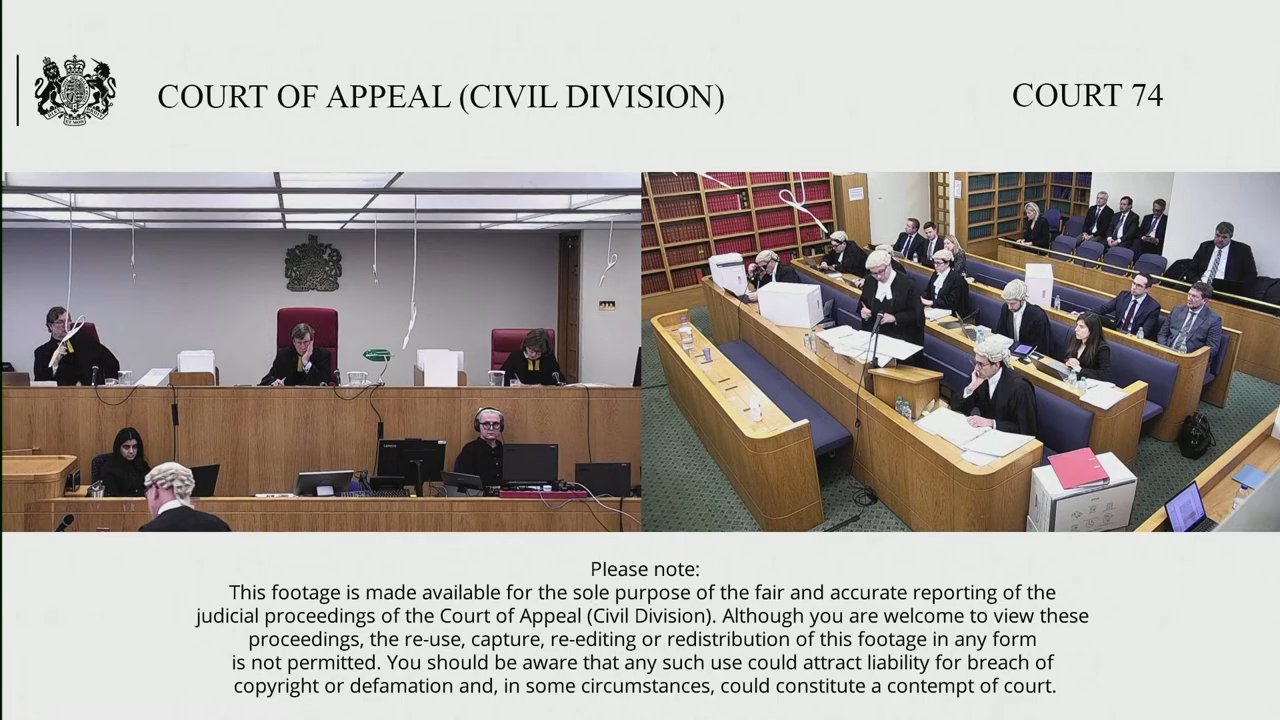 COURT OF APPEAL (CIVIL DIVISION)
COURT 74
Please note:
This footage is made available for the sole purpose of the fair and accurate reporting of the
judicial proceedings of the Court of Appeal (Civil Division). Although you are welcome to view these
proceedings, the re-use, capture, re-editing or redistribution of this footage in any form
is not permitted. You should be aware that any such use could attract liability for breach of
copyright or defamation and, in some circumstances, could constitute a contempt of court.